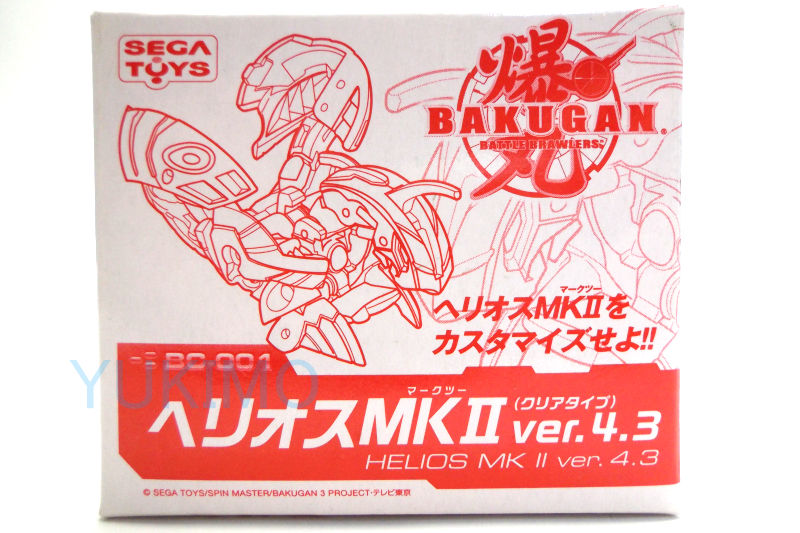 SEGA
TOYS
爆
BAKUGAN®
BATTLE BRAWLERS™
丸
マークツー
ヘリオスMKⅡを
カスタマイズせよ!!
BC-001
YUKIMO
マークツー
ヘリオスMKⅡ(クリアタイプ)ver.4.3
HELIOS MK II ver. 4.3
© SEGA TOYS/SPIN MASTER/BAKUGAN 3 PROJECT・テレビ東京